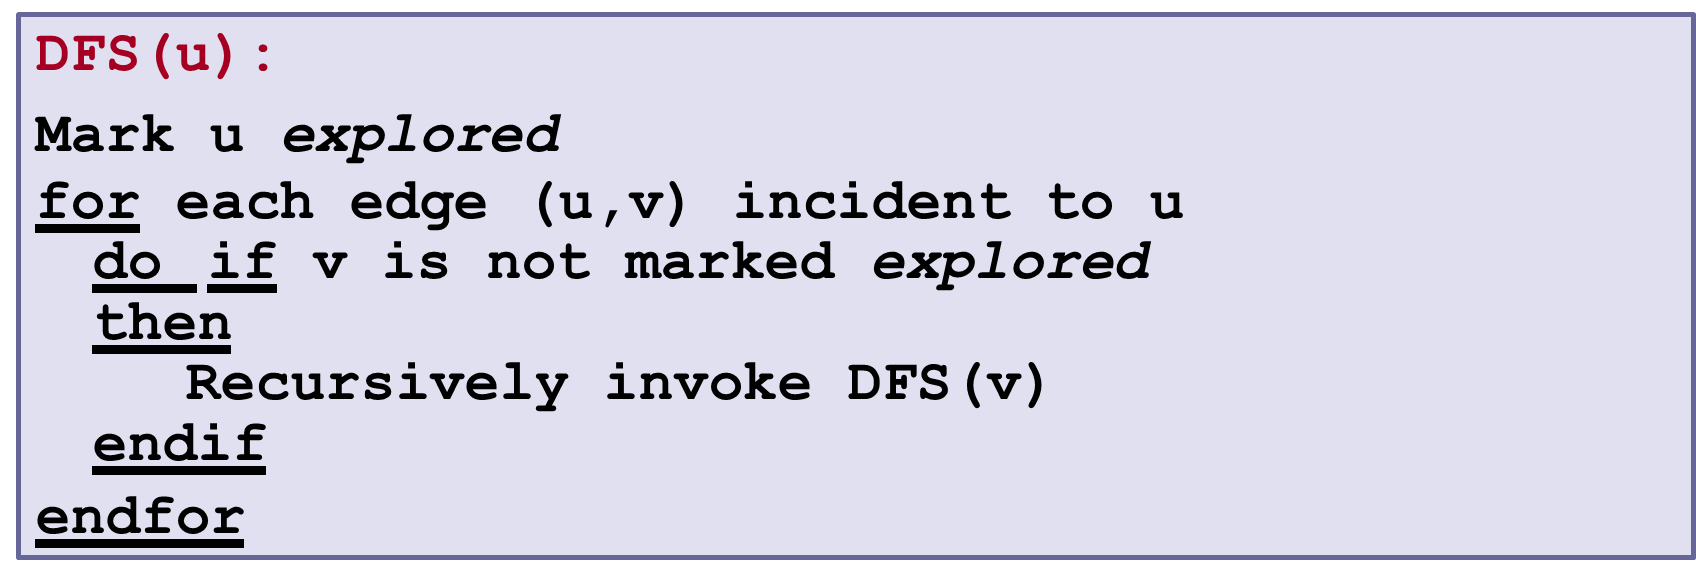 DFS(u):
Mark u explored
for each edge (u,v) incident to u
do if v is not marked explored
then
Recursively invoke DFS(v)
endif
endfor